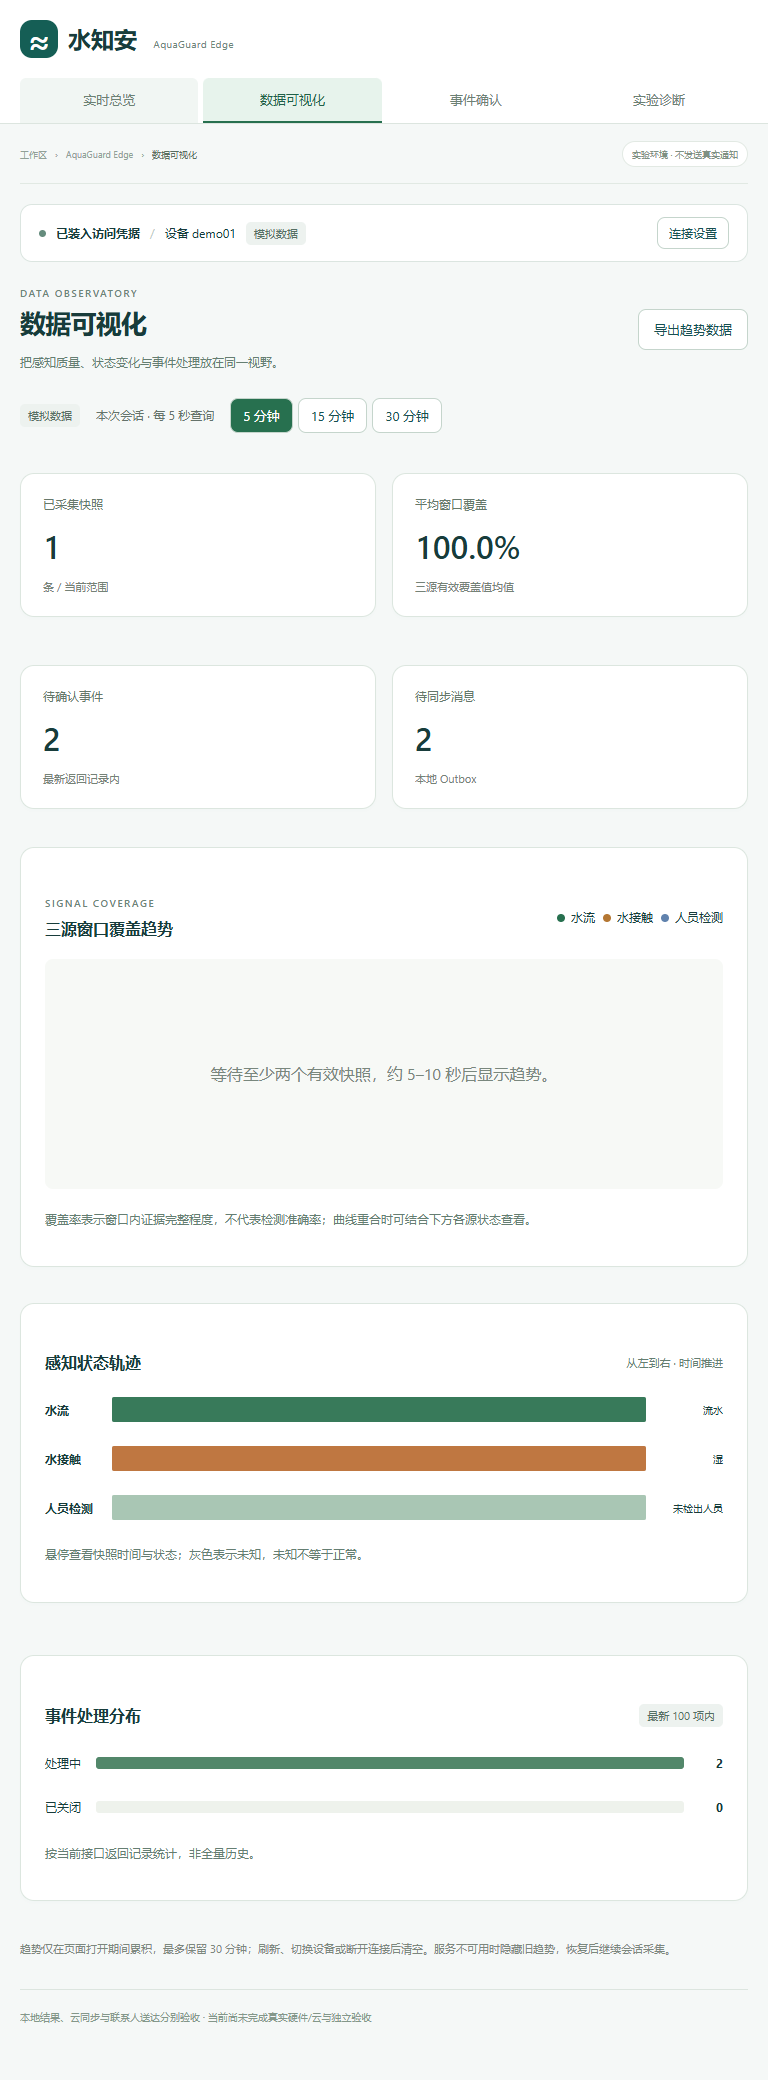 水知安 AquaGuard Edge
实时总览 数据可视化 事件确认 实验诊断
工作区 › AquaGuard Edge › 数据可视化 实验环境 · 不发送真实通知
已装入访问凭据 / 设备 demo01 模拟数据 连接设置
DATA OBSERVATORY
数据可视化
导出趋势数据
把感知质量、状态变化与事件处理放在同一视野。
模拟数据 本次会话 · 每 5 秒查询 5 分钟 15 分钟 30 分钟
已采集快照
1
条 / 当前范围
平均窗口覆盖
100.0%
三源有效覆盖值均值
待确认事件
2
最新返回记录内
待同步消息
2
本地 Outbox
SIGNAL COVERAGE
三源窗口覆盖趋势
水流 水接触 人员检测
等待至少两个有效快照，约 5–10 秒后显示趋势。
覆盖率表示窗口内证据完整程度，不代表检测准确率；曲线重合时可结合下方各源状态查看。
感知状态轨迹 从左到右 · 时间推进
水流 流水
水接触 湿
人员检测 未检出人员
悬停查看快照时间与状态；灰色表示未知，未知不等于正常。
事件处理分布 最新 100 项内
处理中 2
已关闭 0
按当前接口返回记录统计，非全量历史。
趋势仅在页面打开期间累积，最多保留 30 分钟；刷新、切换设备或断开连接后清空。服务不可用时隐藏旧趋势，恢复后继续会话采集。
本地结果、云同步与联系人送达分别验收 · 当前尚未完成真实硬件/云与独立验收